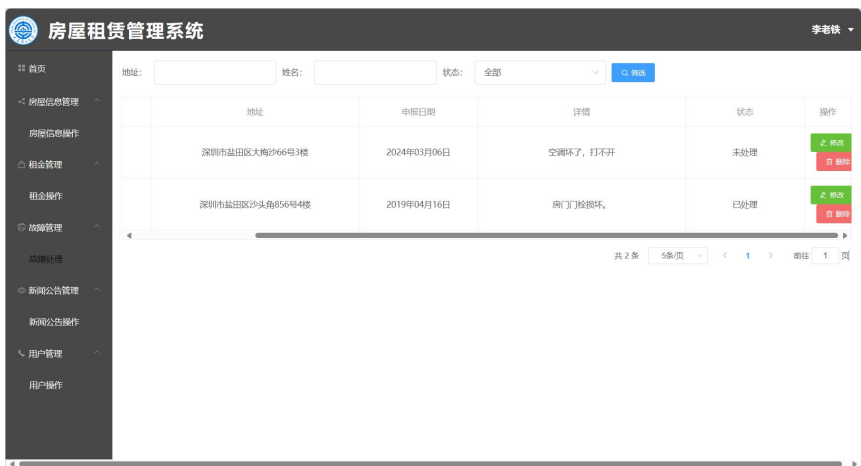 房屋租赁管理系统
李老铁
首页
地址:
姓名:
状态:
全部
筛选
房屋信息管理
房屋信息操作
租金管理
租金操作
故障管理
故障处理
新闻公告管理
新闻公告操作
用户管理
用户操作
地址 申报日期 详情 状态 操作
深圳市盐田区大梅沙66号3楼 2024年03月06日 空调坏了，打不开 未处理 修改
删除
深圳市盐田区沙头角856号4楼 2019年04月16日 房门门栓损坏。 已处理 修改
删除
共 2 条 5条/页 1 前往 1 页